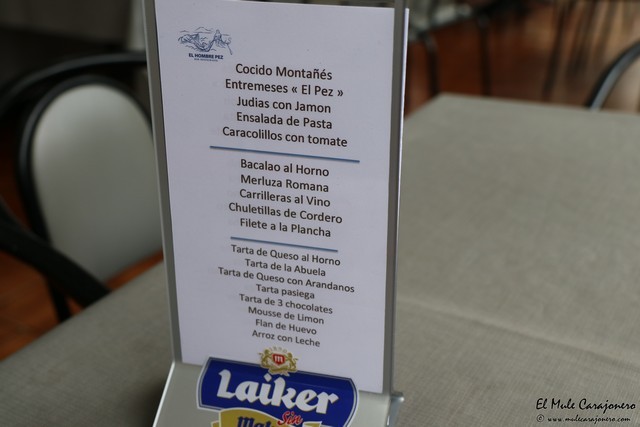 EL HOMBRE PEZ
Cocido Montañés
Entremeses « El Pez »
Judias con Jamon
Ensalada de Pasta
Caracolillos con tomate
Bacalao al Horno
Merluza Romana
Carrilleras al Vino
Chuletillas de Cordero
Filete a la Plancha
Tarta de Queso al Horno
Tarta de la Abuela
Tarta de Queso con Arandanos
Tarta pasiega
Tarta de 3 chocolates
Mousse de Limon
Flan de Huevo
Arroz con Leche
Laiker
Sin
El Mule Carajonero
© www.mulecarajonero.com